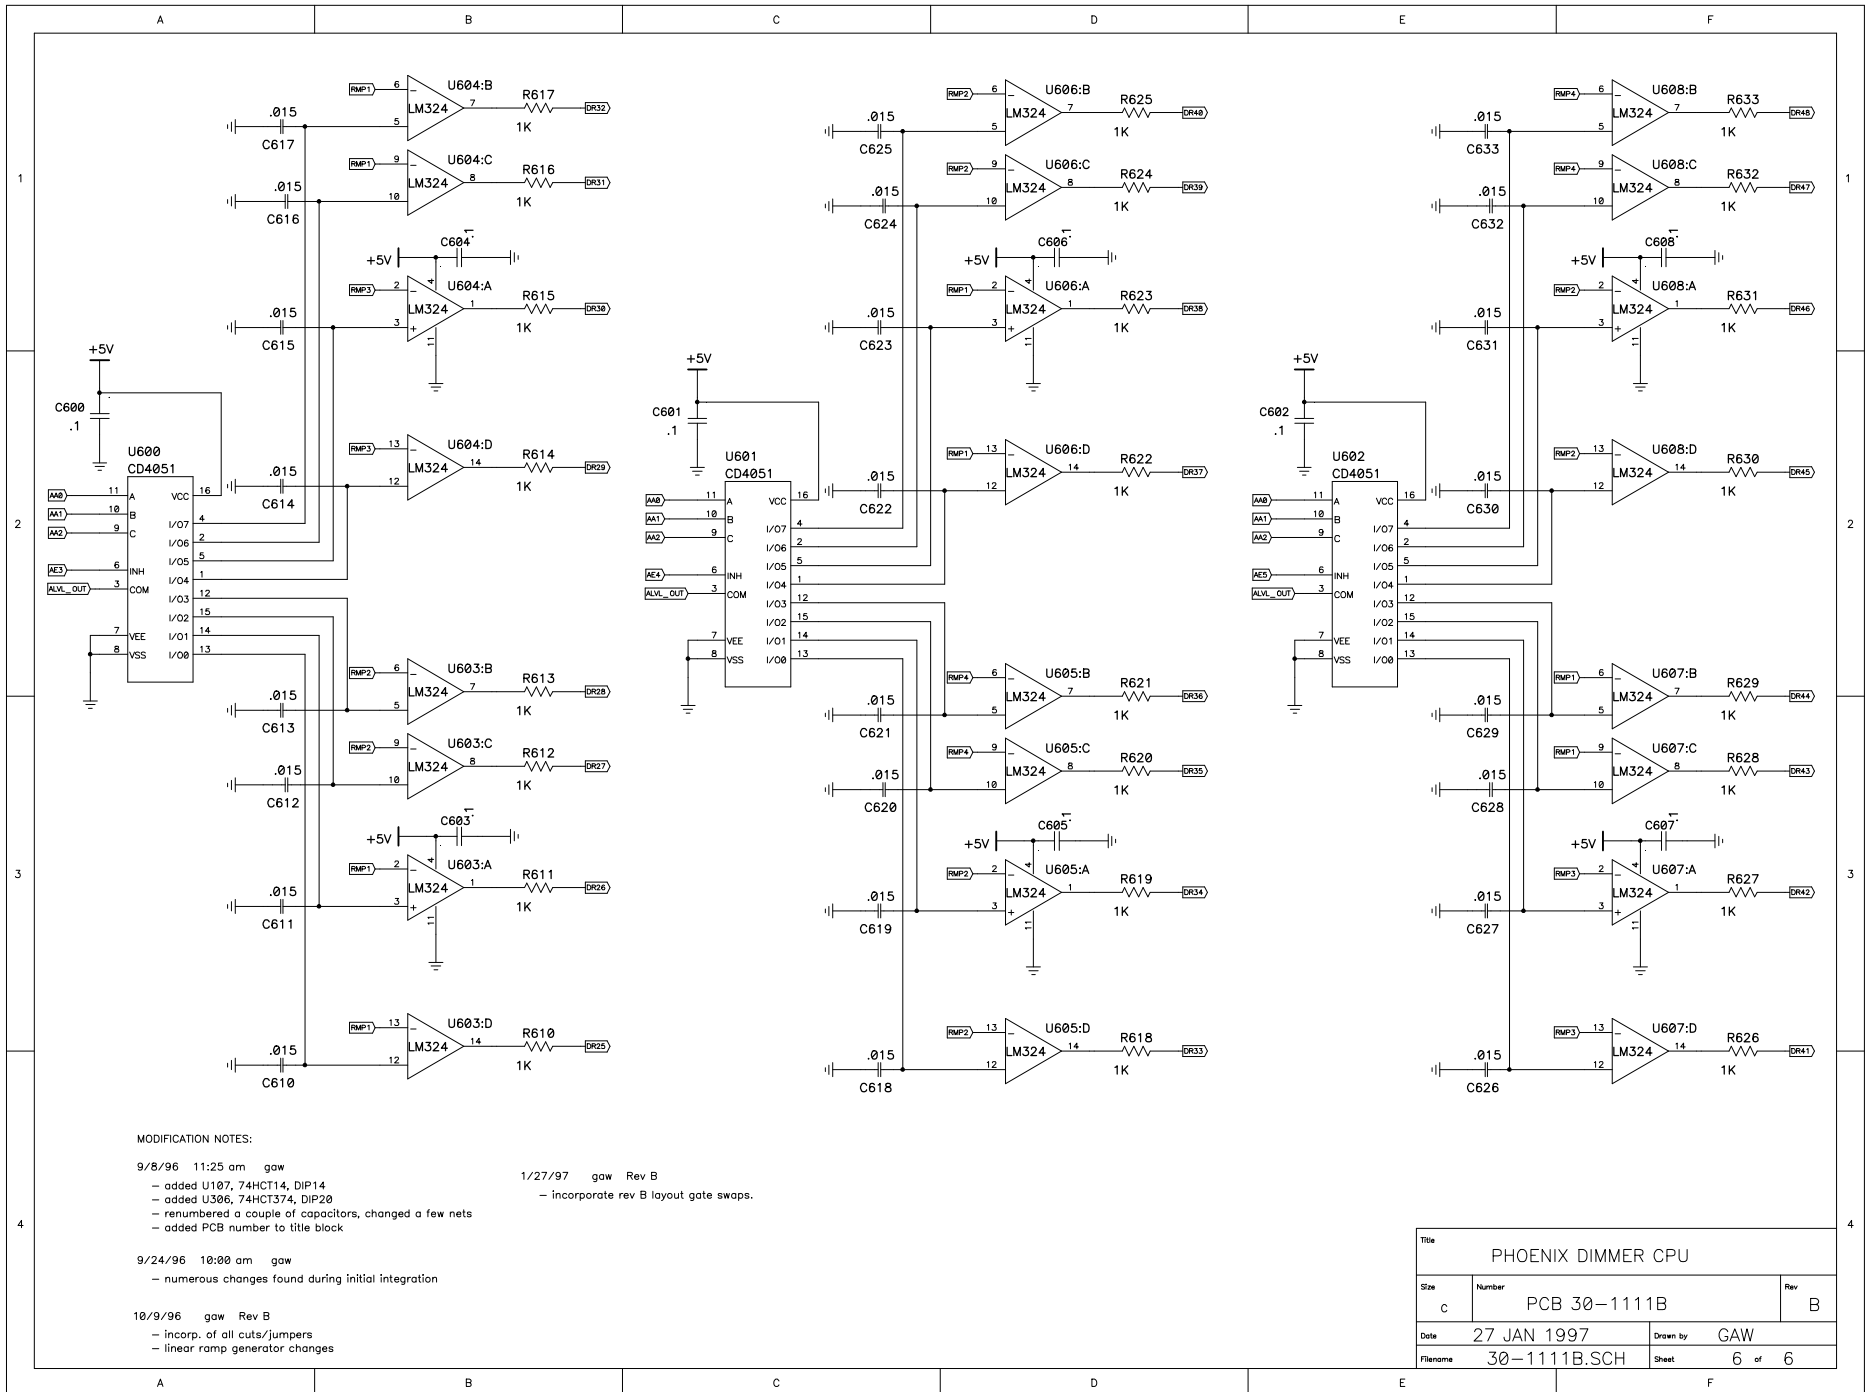 A B C D E F
1
2
3
4
RMP1 6 U604:B
LM324 7 R617 DR32
.015 5 1K
C617
RMP1 9 U604:C
LM324 8 R616 DR31
.015 10 1K
C616
C604 .1
+5V
4
RMP3 2 U604:A
LM324 1 R615 DR30
.015 3 1K
C615 11
+5V
C600
.1
RMP3 13 U604:D
LM324 14 R614 DR29
.015 12 1K
C614
U600
CD4051
AA0 11 A VCC 16
AA1 10 B I/O7 4
AA2 9 C I/O6 2
I/O5 5
AE3 6 INH I/O4 1
ALVL_OUT 3 COM I/O3 12
I/O2 15
7 VEE I/O1 14
8 VSS I/O0 13
RMP2 6 U603:B
LM324 7 R613 DR28
.015 5 1K
C613
RMP2 9 U603:C
LM324 8 R612 DR27
.015 10 1K
C612
C603 .1
+5V
4
RMP1 2 U603:A
LM324 1 R611 DR26
.015 3 1K
C611 11
RMP1 13 U603:D
LM324 14 R610 DR25
.015 12 1K
C610
RMP2 6 U606:B
LM324 7 R625 DR40
.015 5 1K
C625
RMP2 9 U606:C
LM324 8 R624 DR39
.015 10 1K
C624
C606 .1
+5V
4
RMP1 2 U606:A
LM324 1 R623 DR38
.015 3 1K
C623 11
+5V
C601
.1
RMP1 13 U606:D
LM324 14 R622 DR37
.015 12 1K
C622
U601
CD4051
AA0 11 A VCC 16
AA1 10 B I/O7 4
AA2 9 C I/O6 2
I/O5 5
AE4 6 INH I/O4 1
ALVL_OUT 3 COM I/O3 12
I/O2 15
7 VEE I/O1 14
8 VSS I/O0 13
RMP4 6 U605:B
LM324 7 R621 DR36
.015 5 1K
C621
RMP4 9 U605:C
LM324 8 R620 DR35
.015 10 1K
C620
C605 .1
+5V
4
RMP2 2 U605:A
LM324 1 R619 DR34
.015 3 1K
C619 11
RMP2 13 U605:D
LM324 14 R618 DR33
.015 12 1K
C618
RMP4 6 U608:B
LM324 7 R633 DR48
.015 5 1K
C633
RMP4 9 U608:C
LM324 8 R632 DR47
.015 10 1K
C632
C608 .1
+5V
4
RMP2 2 U608:A
LM324 1 R631 DR46
.015 3 1K
C631 11
+5V
C602
.1
RMP2 13 U608:D
LM324 14 R630 DR45
.015 12 1K
C630
U602
CD4051
AA0 11 A VCC 16
AA1 10 B I/O7 4
AA2 9 C I/O6 2
I/O5 5
AE5 6 INH I/O4 1
ALVL_OUT 3 COM I/O3 12
I/O2 15
7 VEE I/O1 14
8 VSS I/O0 13
RMP1 6 U607:B
LM324 7 R629 DR44
.015 5 1K
C629
RMP1 9 U607:C
LM324 8 R628 DR43
.015 10 1K
C628
C607 .1
+5V
4
RMP3 2 U607:A
LM324 1 R627 DR42
.015 3 1K
C627 11
RMP3 13 U607:D
LM324 14 R626 DR41
.015 12 1K
C626
1
2
3
4
MODIFICATION NOTES:
9/8/96 11:25 am gaw
– added U107, 74HCT14, DIP14
– added U306, 74HCT374, DIP20
– renumbered a couple of capacitors, changed a few nets
– added PCB number to title block
9/24/96 10:00 am gaw
– numerous changes found during initial integration
10/9/96 gaw Rev B
– incorp. of all cuts/jumpers
– linear ramp generator changes
1/27/97 gaw Rev B
– incorporate rev B layout gate swaps.
Title
PHOENIX DIMMER CPU
Size Number Rev
C PCB 30–1111B B
Date 27 JAN 1997 Drawn by GAW
Filename 30–1111B.SCH Sheet 6 of 6
A B C D E F